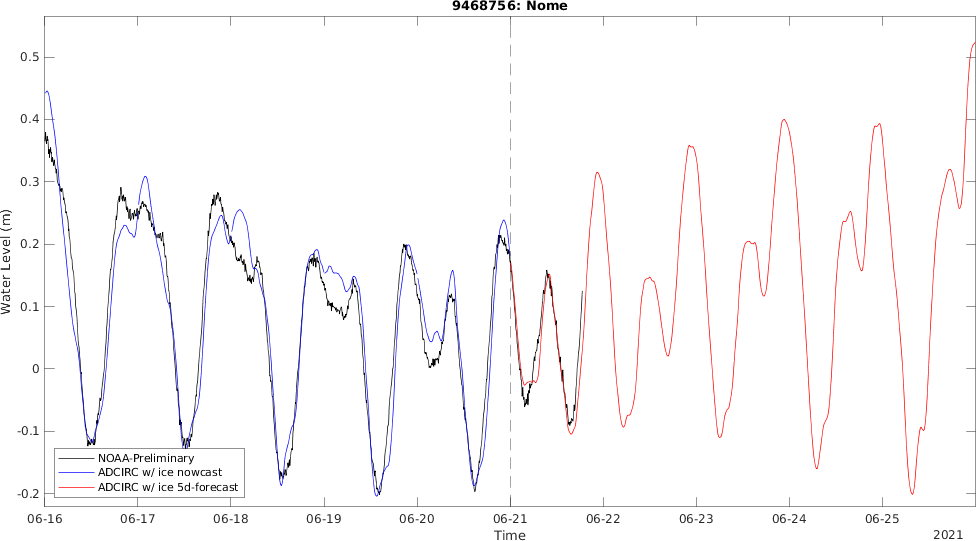 9468756: Nome
Water Level (m)
0.5
0.4
0.3
0.2
0.1
0
-0.1
-0.2
NOAA-Preliminary
ADCIRC w/ ice nowcast
ADCIRC w/ ice 5d-forecast
06-16 06-17 06-18 06-19 06-20 06-21 06-22 06-23 06-24 06-25
Time
2021